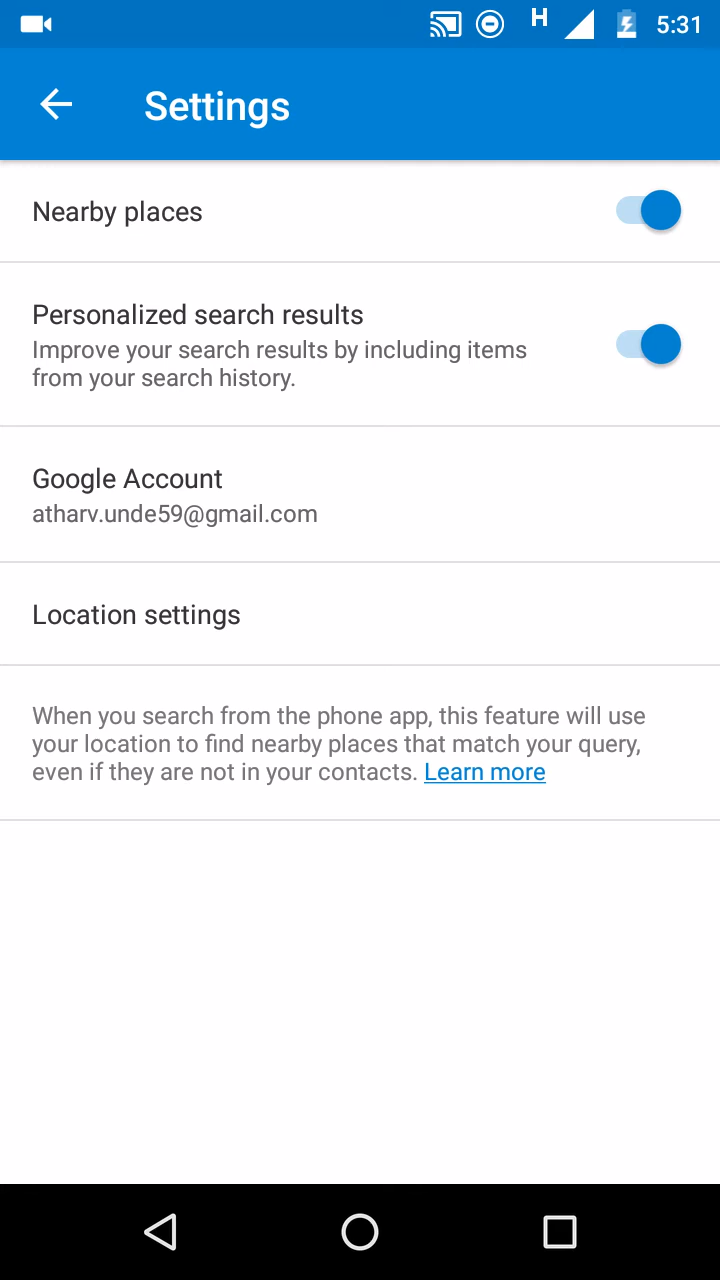 H 5:31
Settings
Nearby places
Personalized search results
Improve your search results by including items
from your search history.
Google Account
atharv.unde59@gmail.com
Location settings
When you search from the phone app, this feature will use
your location to find nearby places that match your query,
even if they are not in your contacts. Learn more